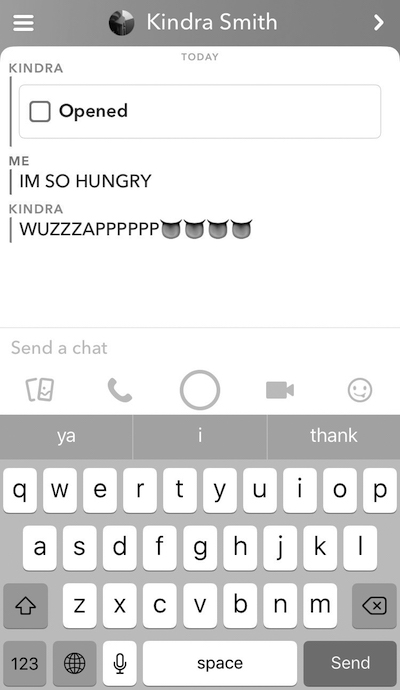 Kindra Smith
TODAY
KINDRA
Opened
ME
IM SO HUNGRY
KINDRA
WUZZZAPPPPPP👅👅👅👅
Send a chat
ya i thank
q w e r t y u i o p
a s d f g h j k l
z x c v b n m
123 space Send